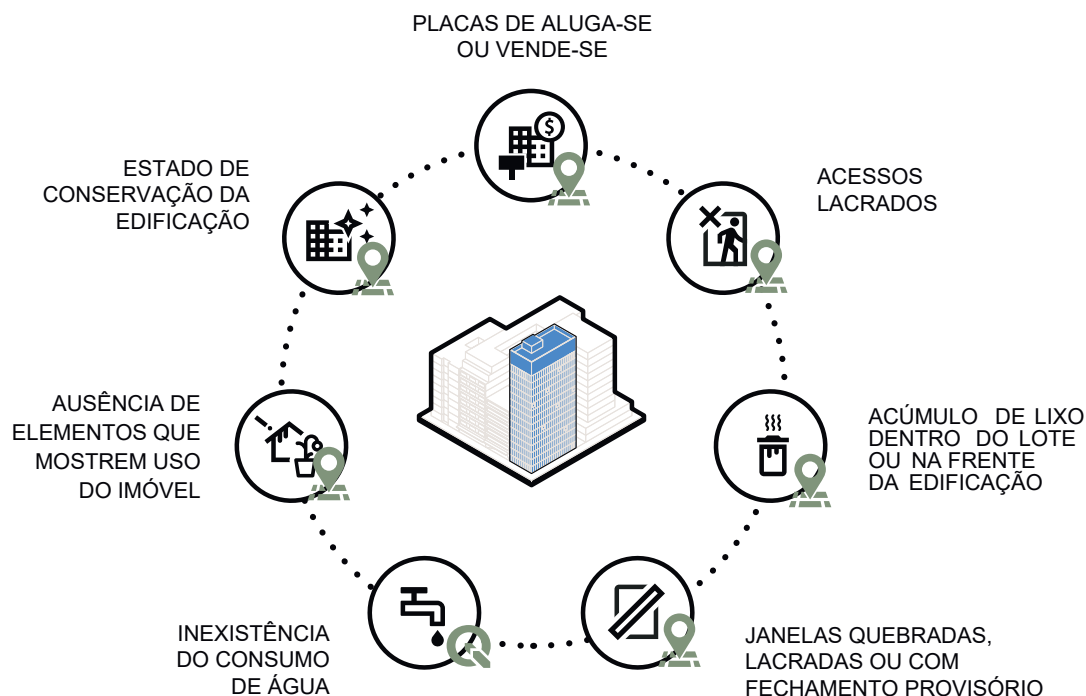 PLACAS DE ALUGA-SE
OU VENDE-SE
ESTADO DE
CONSERVAÇÃO DA
EDIFICAÇÃO
ACESSOS
LACRADOS
AUSÊNCIA DE
ELEMENTOS QUE
MOSTREM USO
DO IMÓVEL
ACÚMULO DE LIXO
DENTRO DO LOTE
OU NA FRENTE
DA EDIFICAÇÃO
INEXISTÊNCIA
DO CONSUMO
DE ÁGUA
JANELAS QUEBRADAS,
LACRADAS OU COM
FECHAMENTO PROVISÓRIO